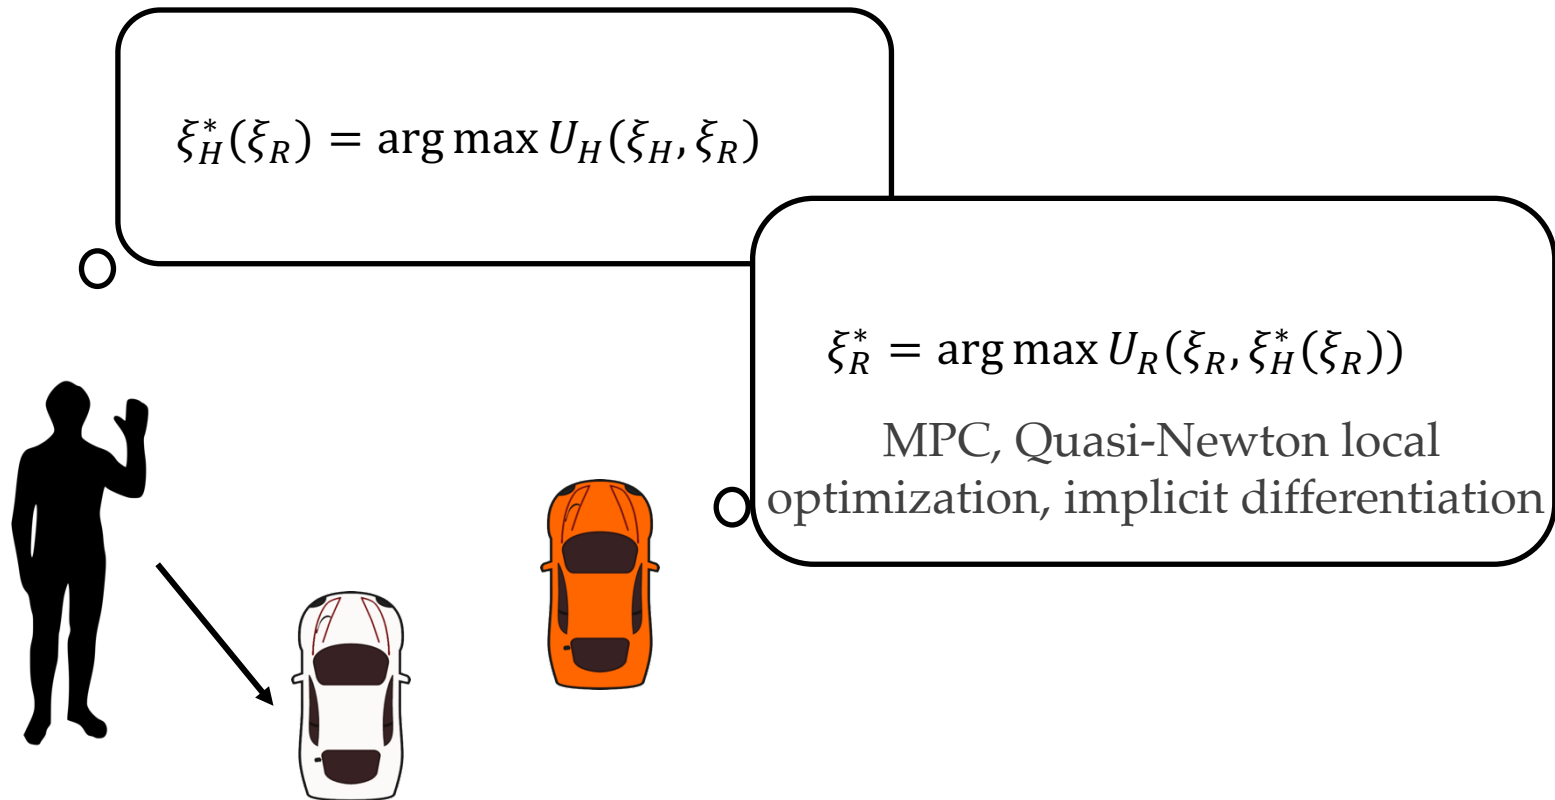 ξ*_H(ξ_R) = arg max U_H(ξ_H, ξ_R)
ξ*_R = arg max U_R(ξ_R, ξ*_H(ξ_R))
MPC, Quasi-Newton local
optimization, implicit differentiation